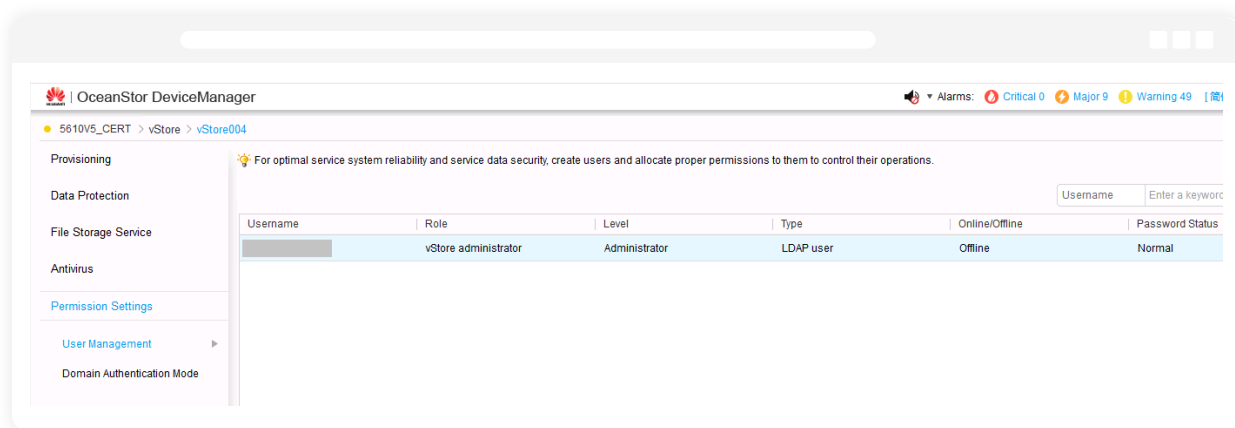 OceanStor DeviceManager
Alarms: Critical 0 Major 9 Warning 49 [简
5610V5_CERT > vStore > vStore004
Provisioning
For optimal service system reliability and service data security, create users and allocate proper permissions to them to control their operations.
Data Protection
Username Enter a keyword
File Storage Service
Username Role Level Type Online/Offline Password Status
vStore administrator Administrator LDAP user Offline Normal
Antivirus
Permission Settings
User Management
Domain Authentication Mode